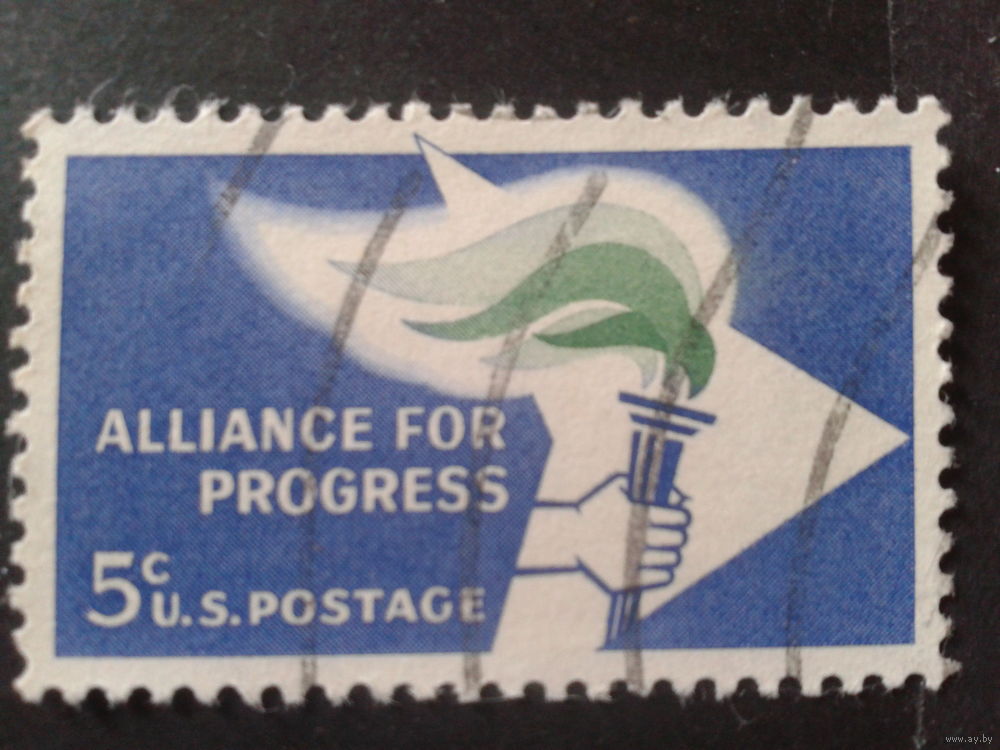 ALLIANCE FOR
PROGRESS
5c
U.S. POSTAGE
www.ay.by